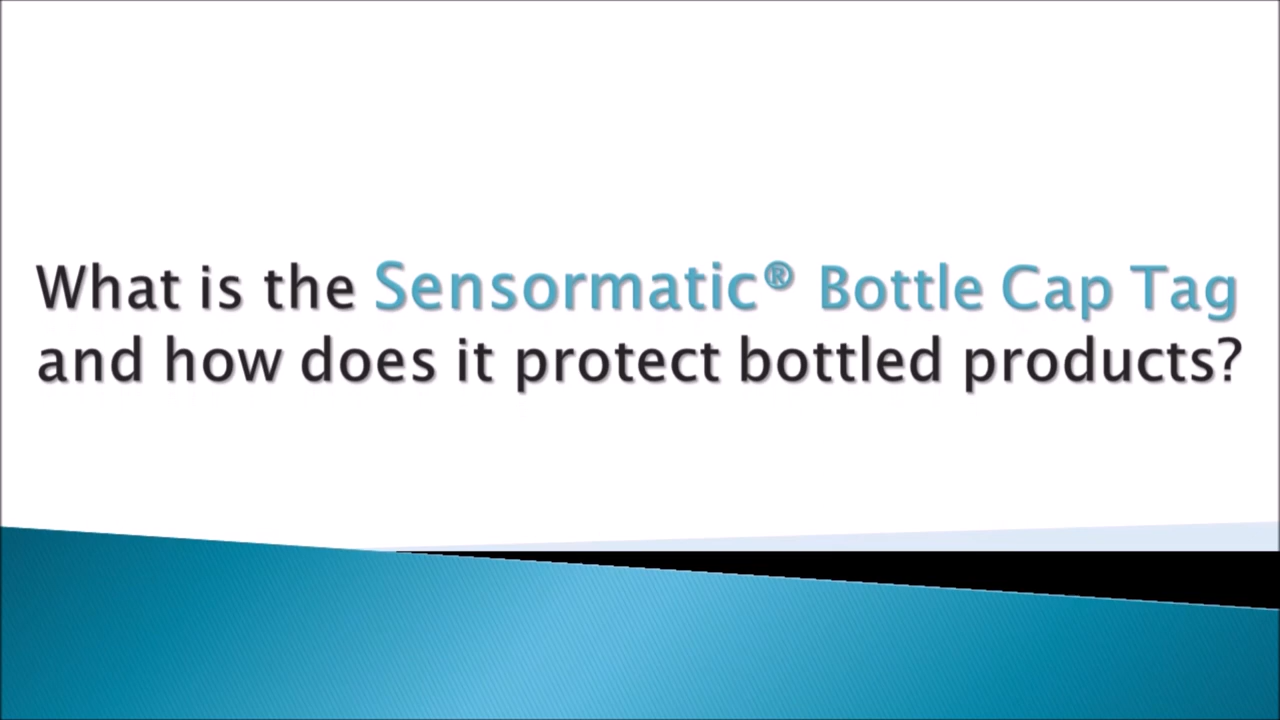 What is the Sensormatic® Bottle Cap Tag
and how does it protect bottled products?